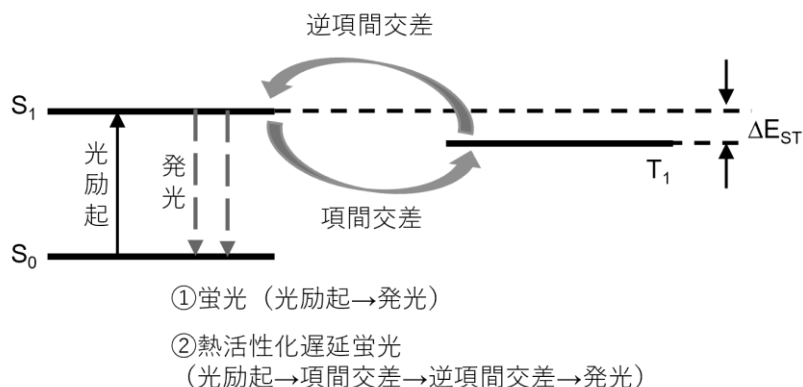 逆項間交差
S1
ΔEST
光励起
発光
T1
項間交差
S0
①蛍光（光励起→発光）
②熱活性化遅延蛍光
（光励起→項間交差→逆項間交差→発光）